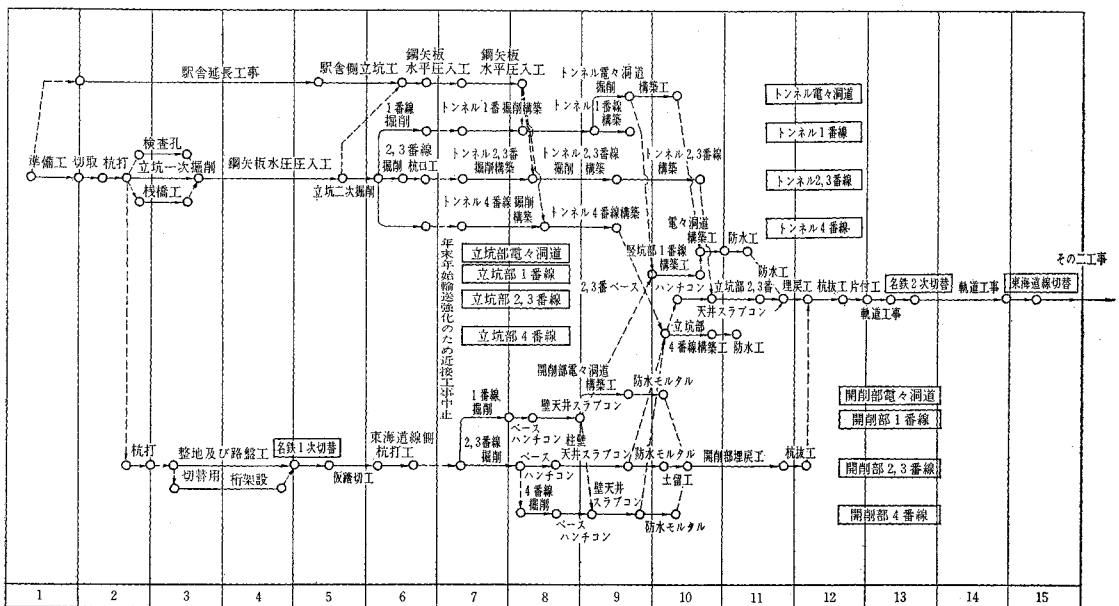 駅舎延長工事
駅舎側立坑工
鋼矢板
水平圧入工
鋼矢板
水平圧入工
トンネル電々洞道
掘削
構築工
トンネル電々洞道
1番線
掘削
トンネル1番掘削構築
トンネル1番線
構築
トンネル1番線
準備工
切取
杭打
検査孔
立坑一次掘削
桟橋工
鋼矢板水圧圧入工
立坑二次掘削
2,3番線
掘削
杭口工
トンネル2,3番
掘削構築
トンネル2,3番線
掘削
構築
トンネル2,3番線
構築
トンネル2,3番線
トンネル4番線掘削
構築
トンネル4番線構築
トンネル4番線
電々洞道
構築工
防水工
竪坑部1番線
構築工
防水工
その二工事
立坑部電々洞道
立坑部1番線
立坑部2,3番線
立坑部4番線
2,3番ベース
ハンチコン
立坑部2,3番
天井スラブコン
埋戻工
杭抜工
片付工
軌道工事
名鉄2次切替
軌道工事
東海道線切替
立坑部
4番線構築工
防水工
年末年始輸送強化のため近接工事中止
開削部電々洞道
構築工
防水モルタル
1番線
掘削
ベース
ハンチコン
壁天井スラブコン
開削部電々洞道
開削部1番線
開削部2,3番線
開削部4番線
杭打
整地及び路盤工
切替用
桁架設
名鉄1次切替
仮踏切工
東海道線側
杭打工
2,3番線
掘削
ベース
ハンチコン
柱壁
天井スラブコン
防水モルタル
土留工
開削部埋戻工
杭抜工
4番線
掘削
ベース
ハンチコン
壁天井
スラブコン
防水モルタル
1 2 3 4 5 6 7 8 9 10 11 12 13 14 15